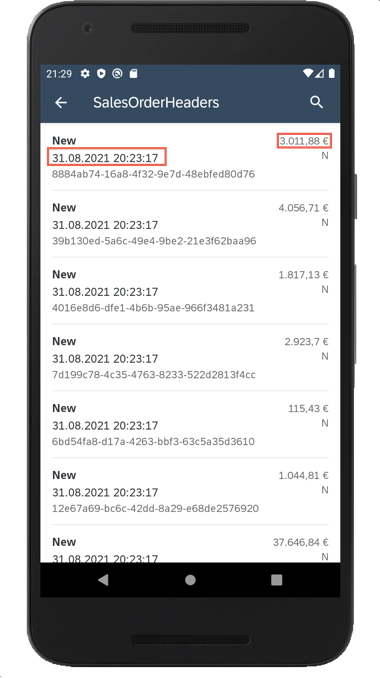 21:29
SalesOrderHeaders
New 3.011,88 €
31.08.2021 20:23:17 N
8884ab74-16a8-4f32-9e7d-48ebfed80d76
New 4.056,71 €
31.08.2021 20:23:17 N
39b130ed-5a6c-49e4-9be2-21e3f62baa96
New 1.817,13 €
31.08.2021 20:23:17 N
4016e8d6-dfe1-4b6b-95ae-966f3481a231
New 2.923,7 €
31.08.2021 20:23:17 N
7d199c78-4c35-4763-8233-522d2813f4cc
New 115,43 €
31.08.2021 20:23:17 N
6bd54fa8-d17a-4263-bbf3-63c5a35d3610
New 1.044,81 €
31.08.2021 20:23:17 N
12e67a69-bc6c-42dd-8a29-e68de2576920
New 37.646,84 €
31.08.2021 20:23:17 N